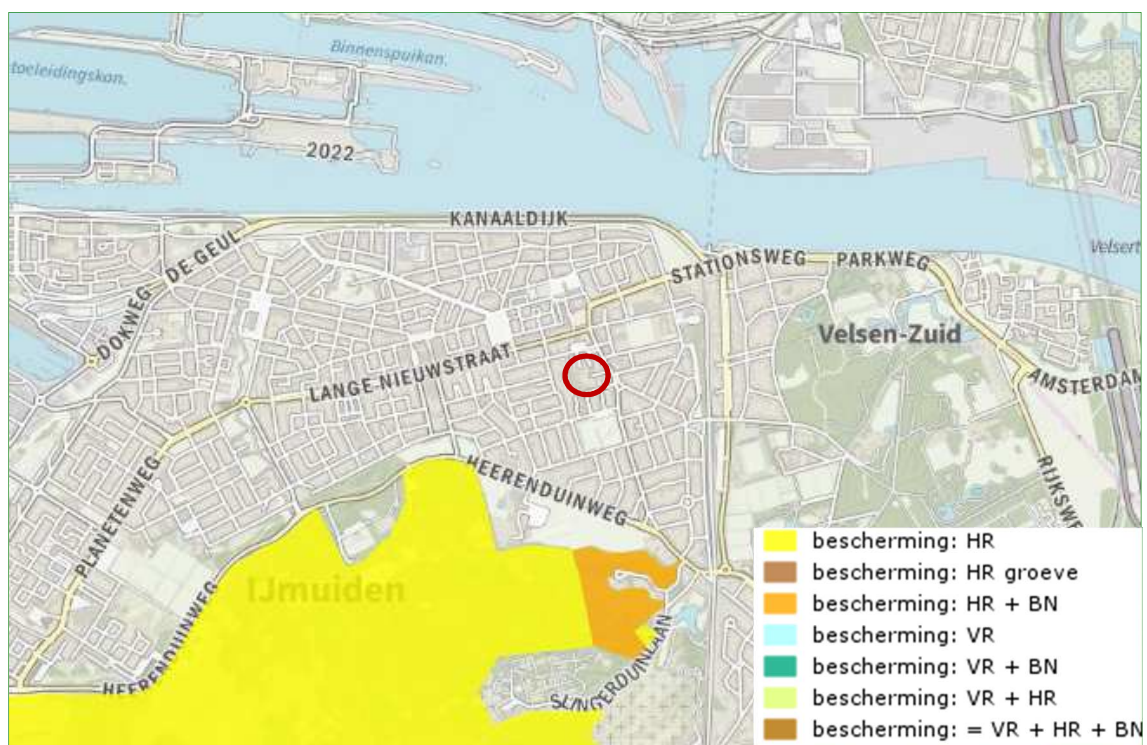 Binnenspuikan.
toeleidingskan.
2022
KANAALDIJK
DOKWEG
DE GEUL
STATIONSWEG
PARKWEG
Velsert
Velsen-Zuid
LANGE NIEUWSTRAAT
AMSTERDAM
PLANETENWEG
HEERENDUINWEG
RIJKSWE
IJmuiden
HEERENDUINWEG
SLINGERDUINLAAN
bescherming: HR
bescherming: HR groeve
bescherming: HR + BN
bescherming: VR
bescherming: VR + BN
bescherming: VR + HR
bescherming: = VR + HR + BN